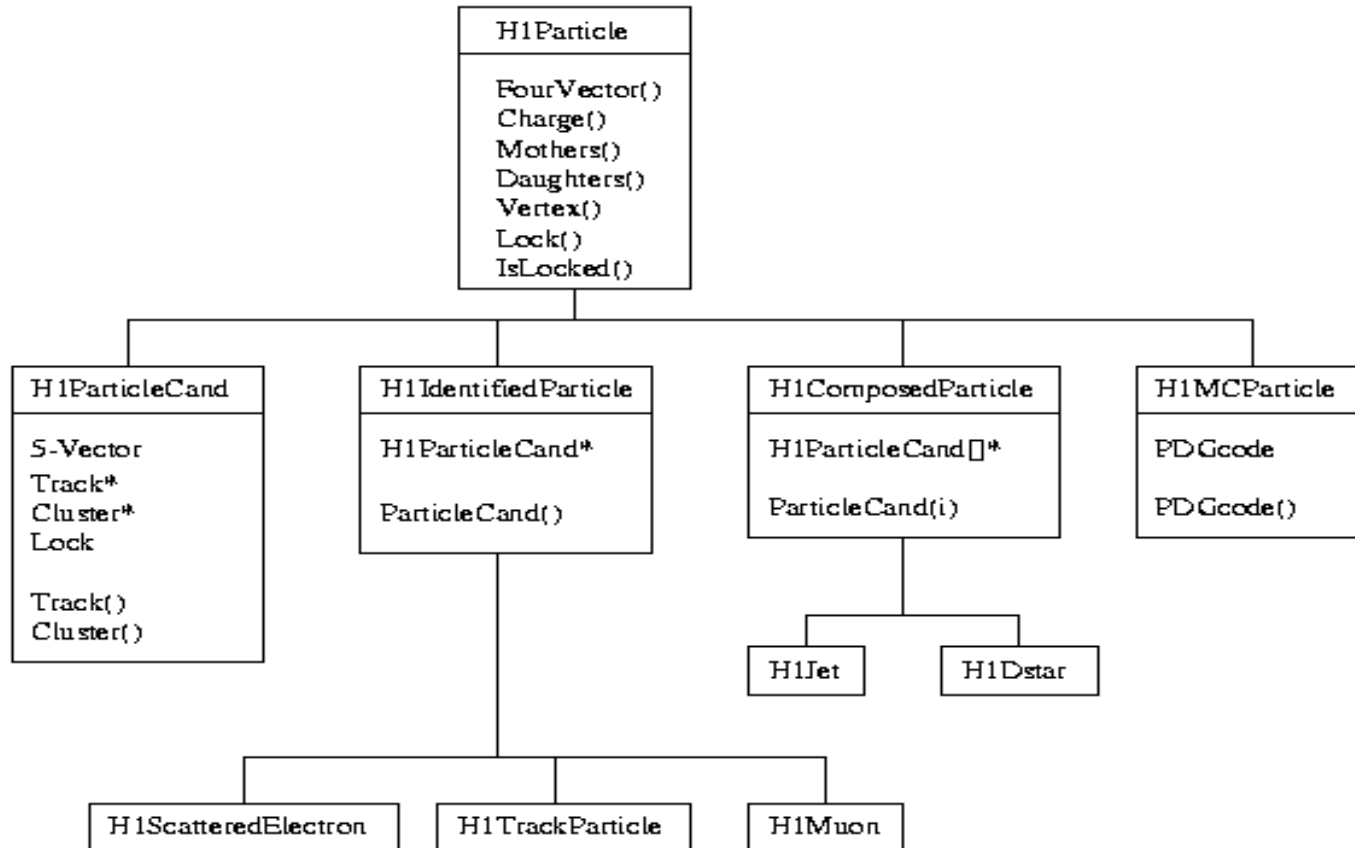 H1Particle
FourVector()
Charge()
Mothers()
Daughters()
Vertex()
Lock()
IsLocked()
H1ParticleCand
5-Vector
Track*
Cluster*
Lock
Track()
Cluster()
H1IdentifiedParticle
H1ParticleCand*
ParticleCand()
H1ComposedParticle
H1ParticleCand[]*
ParticleCand(i)
H1MCParticle
PDGcode
PDGcode()
H1Jet
H1Dstar
H1ScatteredElectron
H1TrackParticle
H1Muon